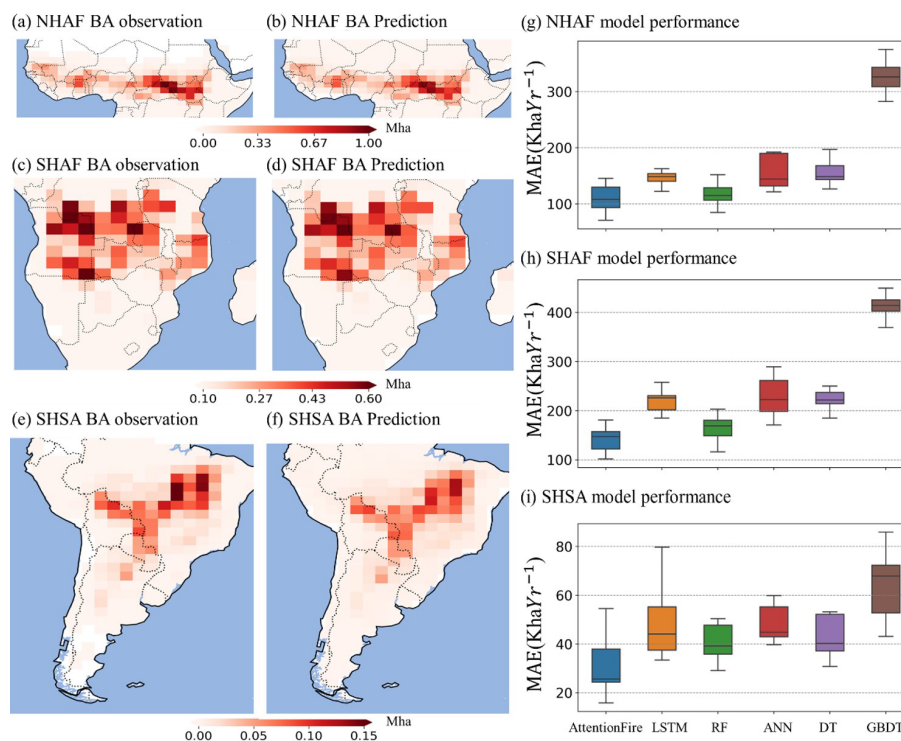 (a) NHAF BA observation
(b) NHAF BA Prediction
0.00 0.33 0.67 1.00
Mha
(c) SHAF BA observation
(d) SHAF BA Prediction
0.10 0.27 0.43 0.60
Mha
(e) SHSA BA observation
(f) SHSA BA Prediction
0.00 0.05 0.10 0.15
Mha
(g) NHAF model performance
MAE(KhaYr⁻¹)
300
200
100
(h) SHAF model performance
MAE(KhaYr⁻¹)
400
300
200
100
(i) SHSA model performance
MAE(KhaYr⁻¹)
80
60
40
20
AttentionFire LSTM RF ANN DT GBDT